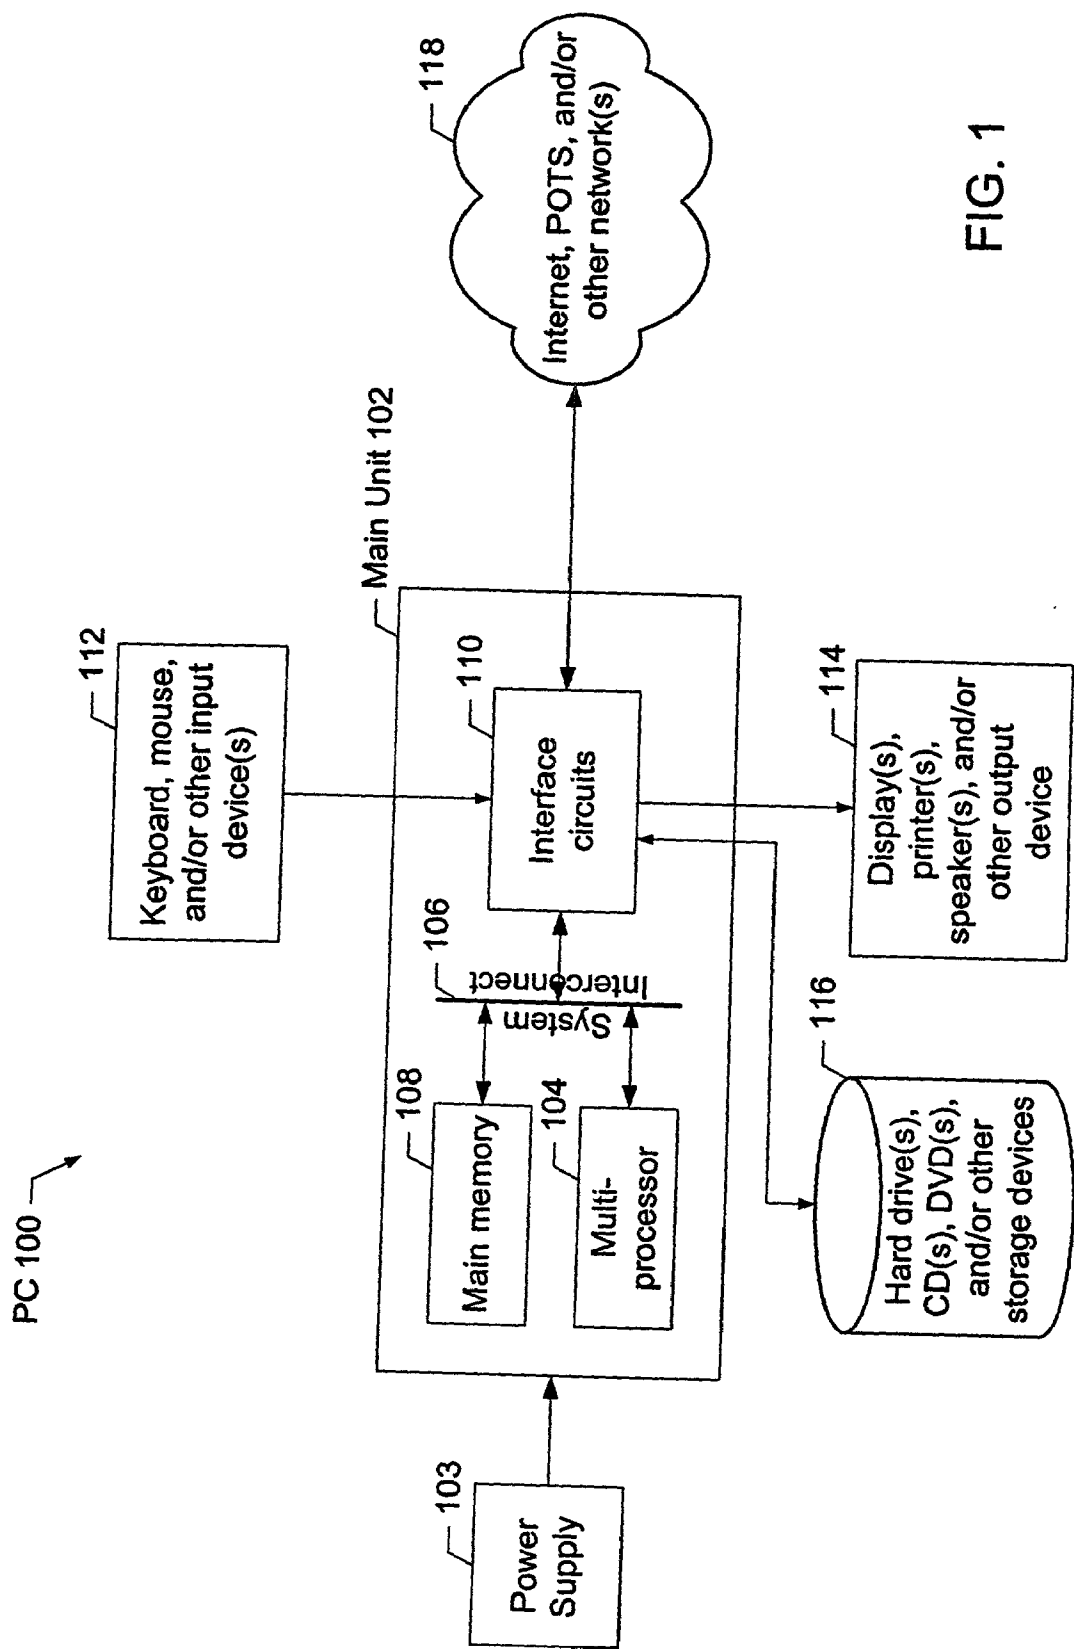 PC 100
112
Keyboard, mouse,
and/or other input
device(s)
Main Unit 102
118
Internet, POTS, and/or
other network(s)
103
Power
Supply
108
Main memory
104
Multi-
processor
106
System
Interconnect
110
Interface
circuits
116
Hard drive(s),
CD(s), DVD(s),
and/or other
storage devices
114
Display(s),
printer(s),
speaker(s), and/or
other output
device
FIG. 1